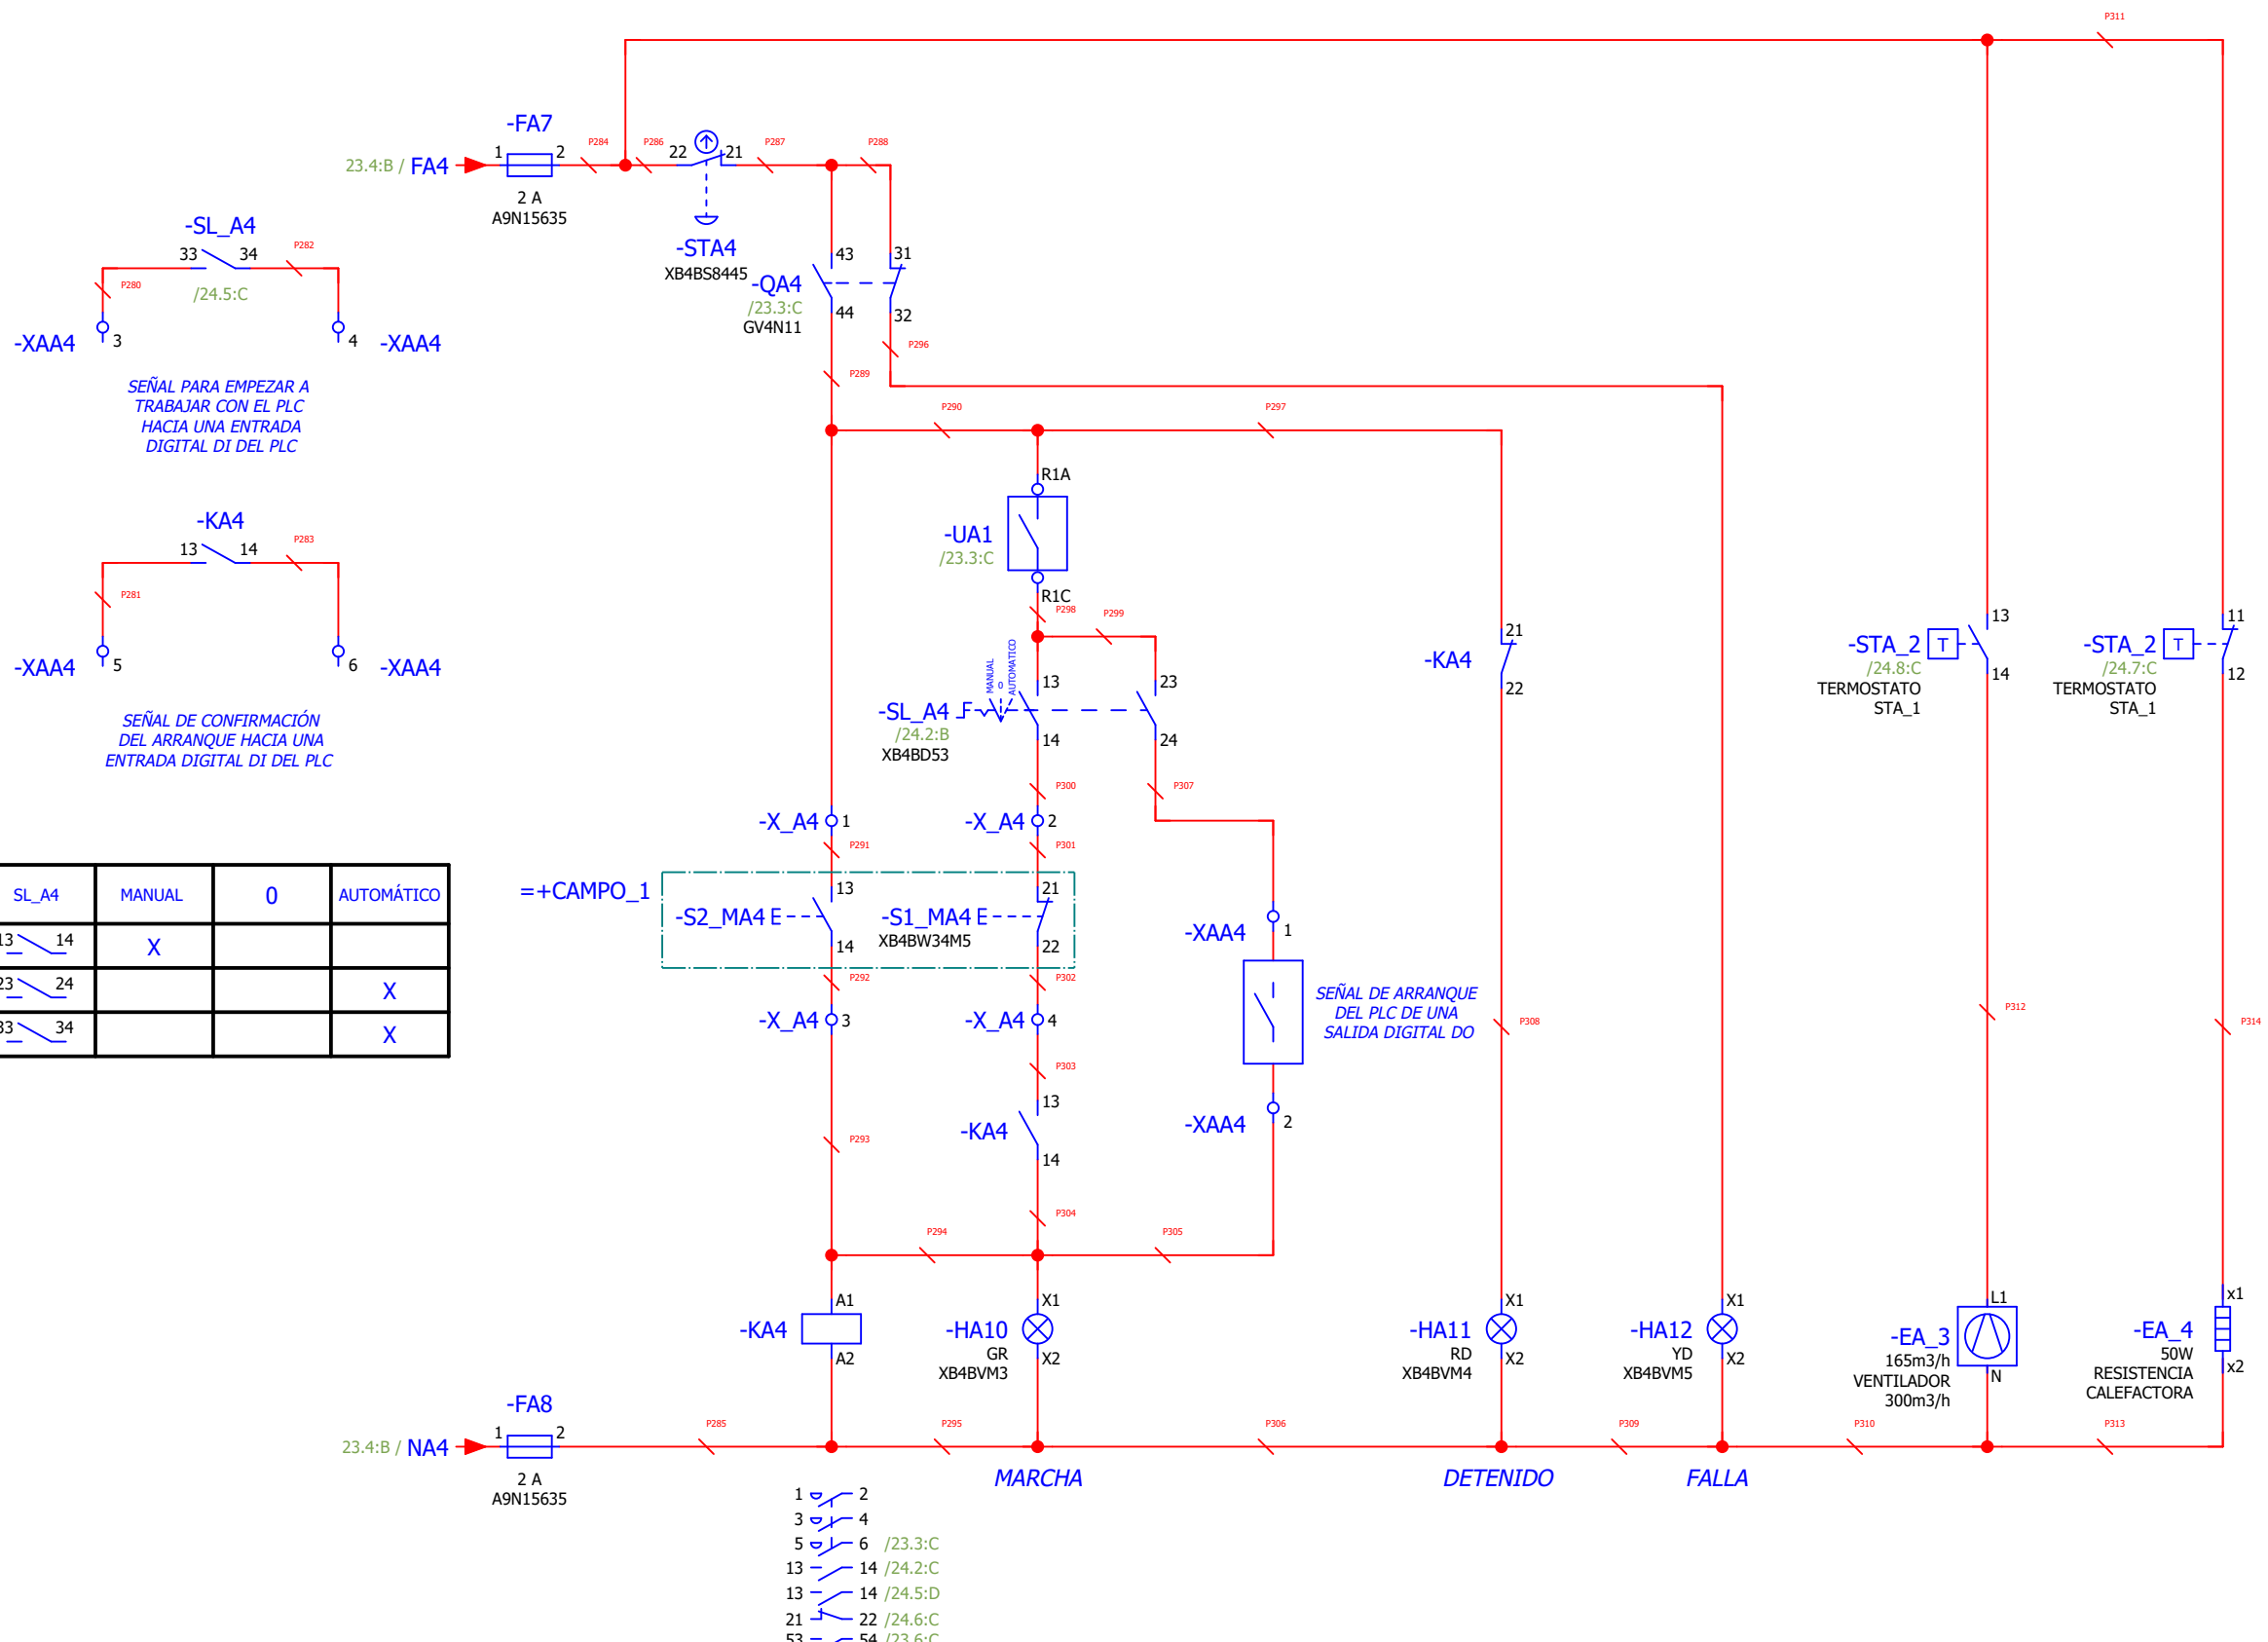 P311
-FA7
1 2
23.4:B / FA4
2 A
A9N15635
P284
P286
22 21
P287
P288
-STA4
XB4BS8445
43
31
-QA4
/23.3:C
GV4N11
44
32
P296
P289
-SL_A4
33 34
P282
P280
/24.5:C
-XAA4 3
4 -XAA4
SEÑAL PARA EMPEZAR A
TRABAJAR CON EL PLC
HACIA UNA ENTRADA
DIGITAL DI DEL PLC
-KA4
13 14
P283
P281
-XAA4 5
6 -XAA4
SEÑAL DE CONFIRMACIÓN
DEL ARRANQUE HACIA UNA
ENTRADA DIGITAL DI DEL PLC
P290
P297
R1A
-UA1
/23.3:C
R1C
P298
P299
MANUAL
0
AUTOMATICO
13
23
-SL_A4
/24.2:B
XB4BD53
14
24
P300
P307
-KA4
21
22
-STA_2 T
/24.8:C
TERMOSTATO
STA_1
13
14
-STA_2 T
/24.7:C
TERMOSTATO
STA_1
11
12
SL_A4 MANUAL 0 AUTOMÁTICO
13 14 X
23 24 X
33 34 X
-X_A4 1
-X_A4 2
P291
P301
=+CAMPO_1
13
21
-S2_MA4
-S1_MA4
XB4BW34M5
14
22
P292
P302
-X_A4 3
-X_A4 4
-XAA4 1
SEÑAL DE ARRANQUE
DEL PLC DE UNA
SALIDA DIGITAL DO
-XAA4 2
P308
P312
P314
P303
13
-KA4
14
P293
P304
P294
P305
A1
-KA4
A2
X1
-HA10
GR
XB4BVM3
X2
X1
-HA11
RD
XB4BVM4
X2
X1
-HA12
YD
XB4BVM5
X2
L1
-EA_3
165m3/h
VENTILADOR
300m3/h
N
x1
-EA_4
50W
RESISTENCIA
CALEFACTORA
x2
-FA8
1 2
23.4:B / NA4
2 A
A9N15635
P285
P295
P306
P309
P310
P313
MARCHA
DETENIDO
FALLA
1 2
3 4
5 6 /23.3:C
13 14 /24.2:C
13 14 /24.5:D
21 22 /24.6:C
53 54 /23.6:C